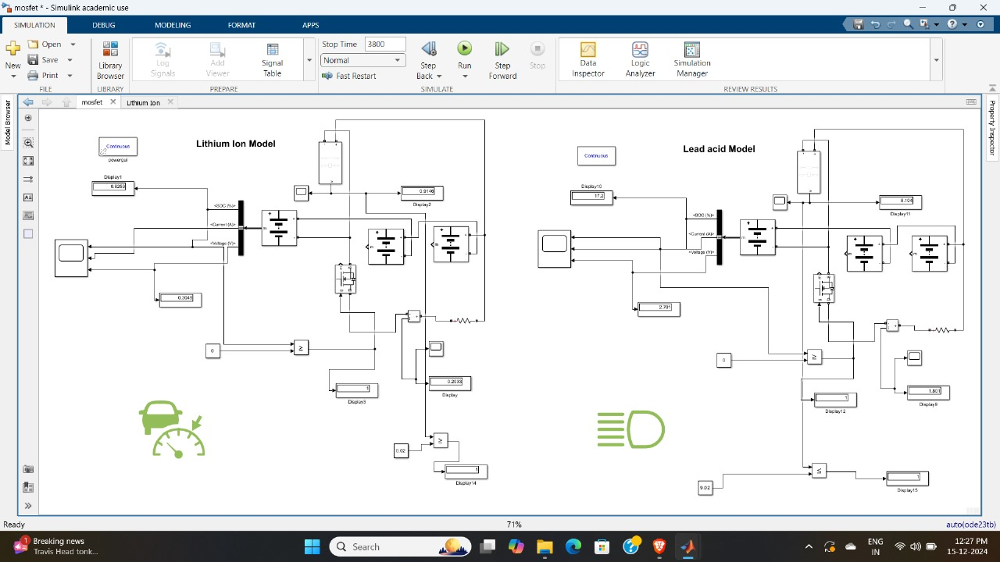 mosfet * - Simulink academic use
SIMULATION DEBUG MODELING FORMAT APPS
New
Open
Save
Print
FILE
Library Browser
LIBRARY
Log Signals
Add Viewer
Signal Table
PREPARE
Stop Time 3800
Normal
Fast Restart
Step Back
Run
Step Forward
Stop
SIMULATE
Data Inspector
Logic Analyzer
Simulation Manager
REVIEW RESULTS
Model Browser
Property Inspector
mosfet
Lithium Ion
Continuous
powergui
Lithium Ion Model
Display1
0.8259
<SOC (%)>
<Current (A)>
<Voltage (V)>
m
0.9146
Display2
0.3049
0
≥
1
Display3
0.2033
Display
0.02
≥
1
Display14
Continuous
Lead acid Model
Display10
17.2
<SOC (%)>
<Current (A)>
<Voltage (V)>
m
8.104
Display11
2.701
0
≥
1
Display12
1.801
Display9
9.02
≤
1
Display15
Ready
71%
auto(ode23tb)
1
Breaking news
Travis Head tonk...
Search
ENG
IN
12:27 PM
15-12-2024